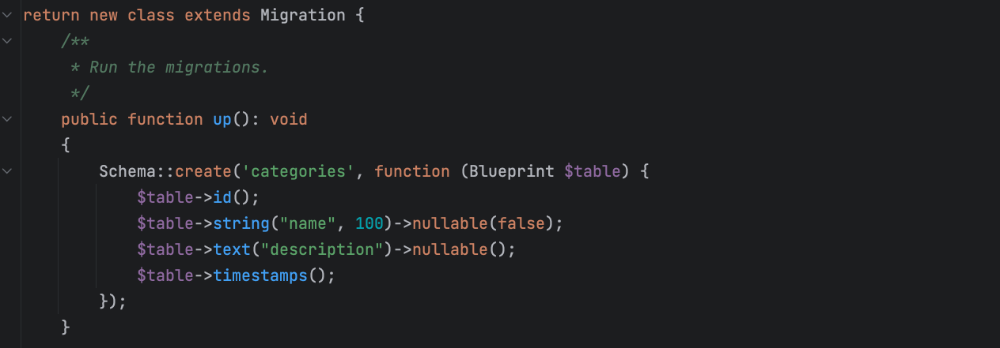 return new class extends Migration {
    /**
     * Run the migrations.
     */
    public function up(): void
    {
        Schema::create('categories', function (Blueprint $table) {
            $table->id();
            $table->string("name", 100)->nullable(false);
            $table->text("description")->nullable();
            $table->timestamps();
        });
    }